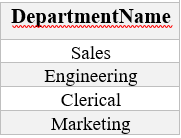 DepartmentName
Sales
Engineering
Clerical
Marketing